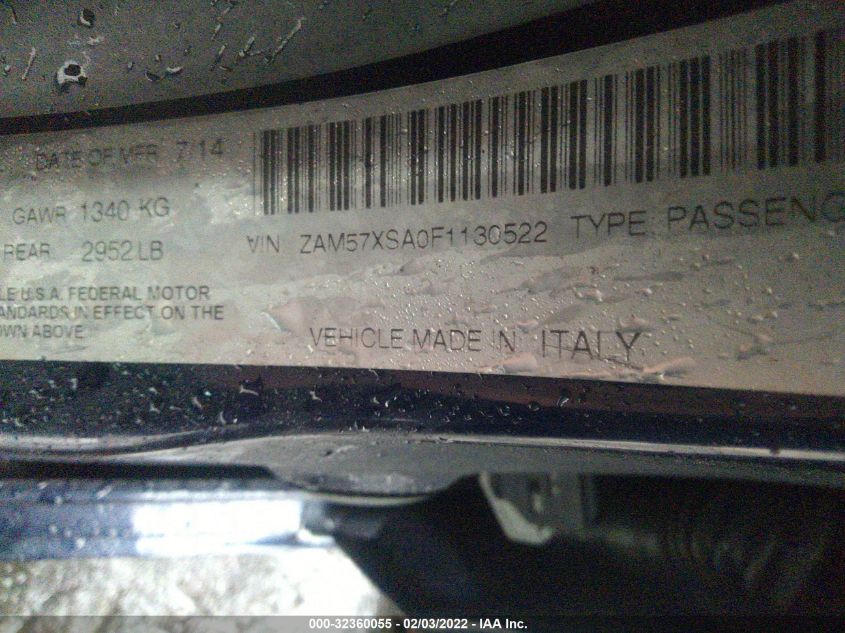 DATE OF MFR 7/14
GAWR 1340 KG
REAR 2952 LB
VIN ZAM57XSA0F1130522 TYPE PASSENG
LE U.S.A. FEDERAL MOTOR
ANDARDS IN EFFECT ON THE
OWN ABOVE
VEHICLE MADE IN ITALY
000-32360055 - 02/03/2022 - IAA Inc.